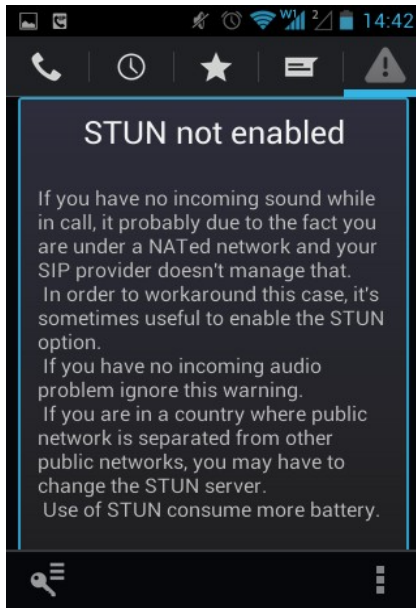 14:42
STUN not enabled
If you have no incoming sound while
in call, it probably due to the fact you
are under a NATed network and your
SIP provider doesn't manage that.
In order to workaround this case, it's
sometimes useful to enable the STUN
option.
If you have no incoming audio
problem ignore this warning.
If you are in a country where public
network is separated from other
public networks, you may have to
change the STUN server.
Use of STUN consume more battery.